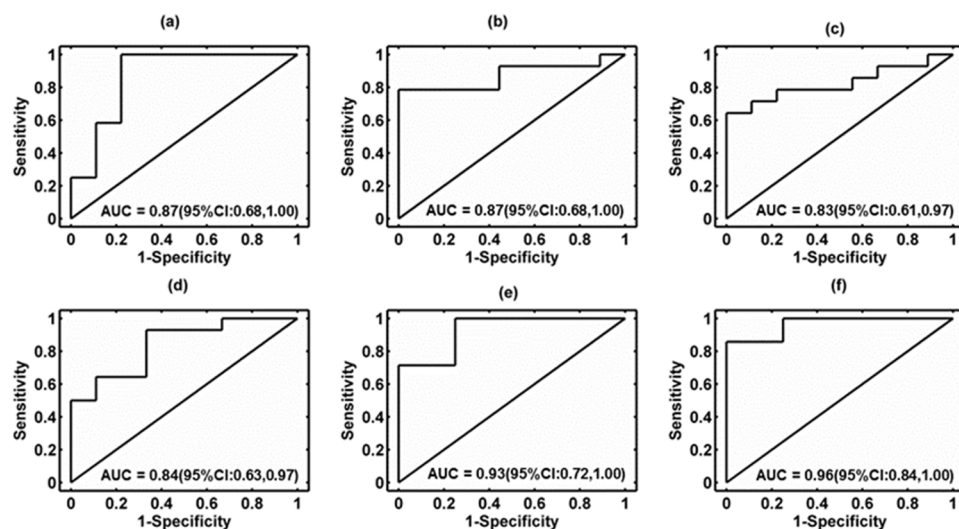 (a)
Sensitivity
1
0.8
0.6
0.4
0.2
0
AUC = 0.87(95%CI:0.68,1.00)
0 0.2 0.4 0.6 0.8 1
1-Specificity
(b)
Sensitivity
1
0.8
0.6
0.4
0.2
0
AUC = 0.87(95%CI:0.68,1.00)
0 0.2 0.4 0.6 0.8 1
1-Specificity
(c)
Sensitivity
1
0.8
0.6
0.4
0.2
0
AUC = 0.83(95%CI:0.61,0.97)
0 0.2 0.4 0.6 0.8 1
1-Specificity
(d)
Sensitivity
1
0.8
0.6
0.4
0.2
0
AUC = 0.84(95%CI:0.63,0.97)
0 0.2 0.4 0.6 0.8 1
1-Specificity
(e)
Sensitivity
1
0.8
0.6
0.4
0.2
0
AUC = 0.93(95%CI:0.72,1.00)
0 0.2 0.4 0.6 0.8 1
1-Specificity
(f)
Sensitivity
1
0.8
0.6
0.4
0.2
0
AUC = 0.96(95%CI:0.84,1.00)
0 0.2 0.4 0.6 0.8 1
1-Specificity